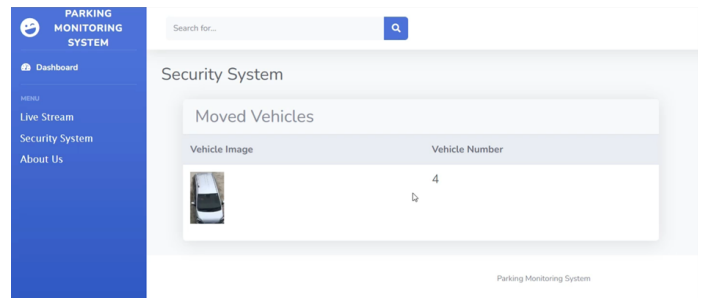 PARKING
MONITORING
SYSTEM
Search for...
Dashboard
MENU
Live Stream
Security System
About Us
Security System
Moved Vehicles
Vehicle Image Vehicle Number
4
Parking Monitoring System